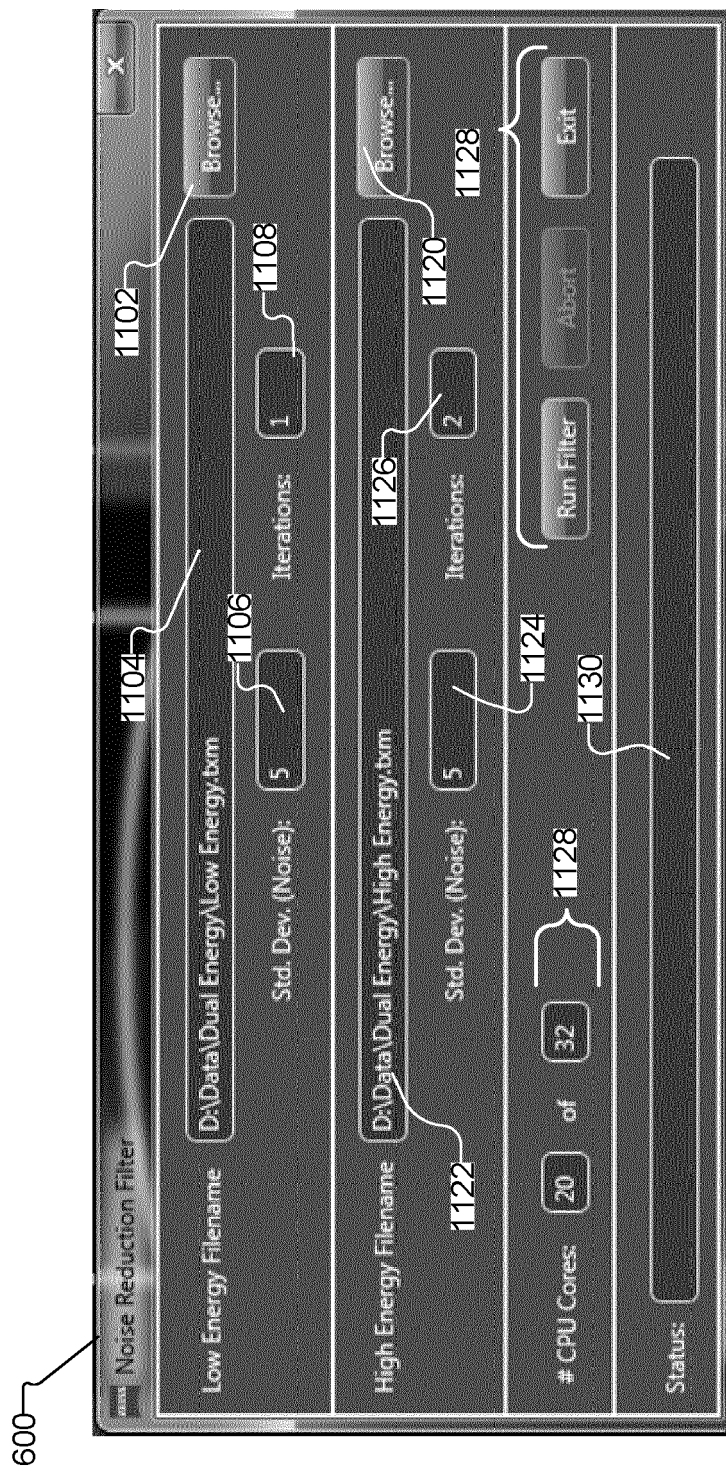 600
ZEISS Noise Reduction Filter X
1102
1104
Low Energy Filename D:\Data\Dual Energy\Low Energy.txm Browse...
1106
1108
Std. Dev. (Noise): 5 Iterations: 1
High Energy Filename D:\Data\Dual Energy\High Energy.txm Browse...
1122
1126
1120
Std. Dev. (Noise): 5 Iterations: 2
1124
1128
# CPU Cores: 20 of 32 1128 Run Filter Abort Exit
1130
Status: